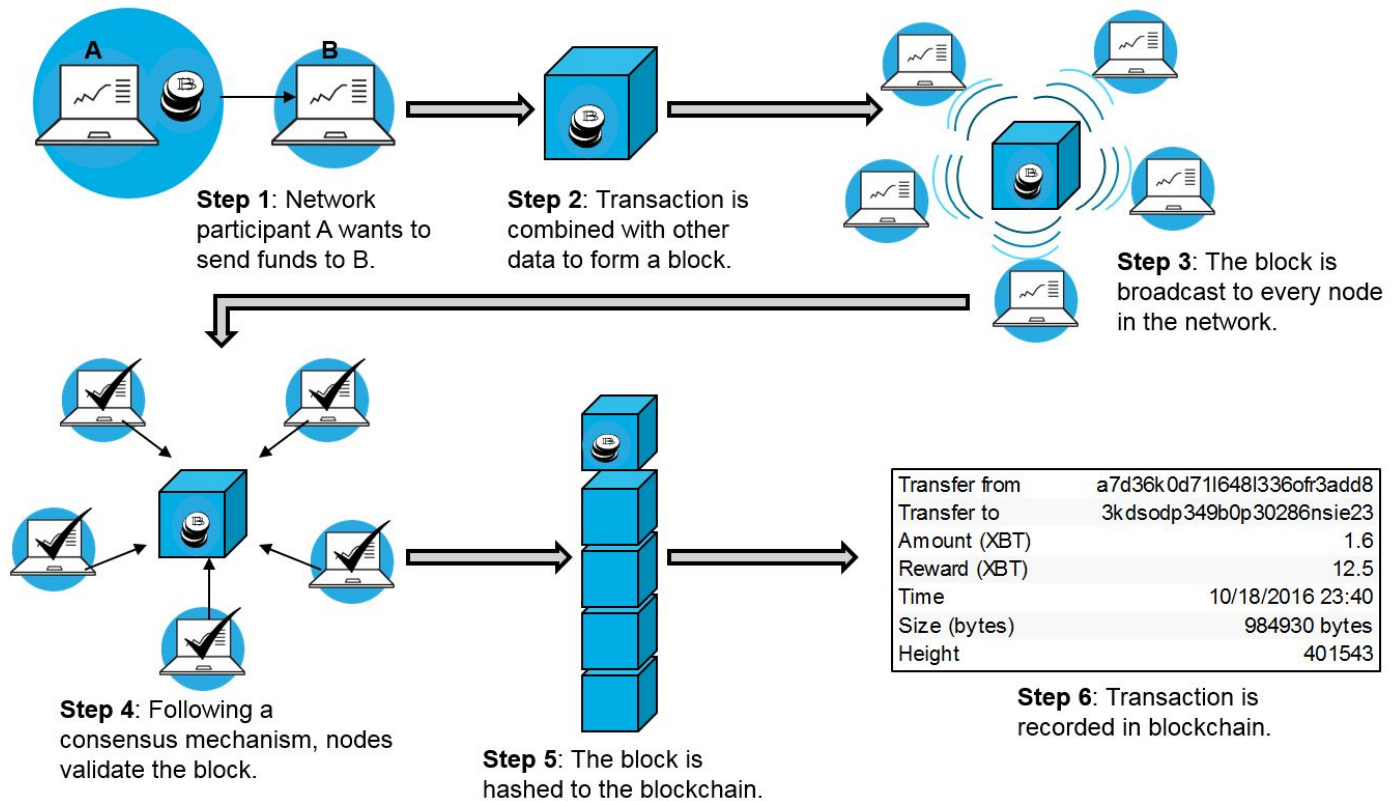 A
B
Step 1: Network
participant A wants to
send funds to B.
Step 2: Transaction is
combined with other
data to form a block.
Step 3: The block is
broadcast to every node
in the network.
Step 4: Following a
consensus mechanism, nodes
validate the block.
Step 5: The block is
hashed to the blockchain.
Transfer from a7d36k0d71l648l336ofr3add8
Transfer to 3kdsodp349b0p30286nsie23
Amount (XBT) 1.6
Reward (XBT) 12.5
Time 10/18/2016 23:40
Size (bytes) 984930 bytes
Height 401543
Step 6: Transaction is
recorded in blockchain.